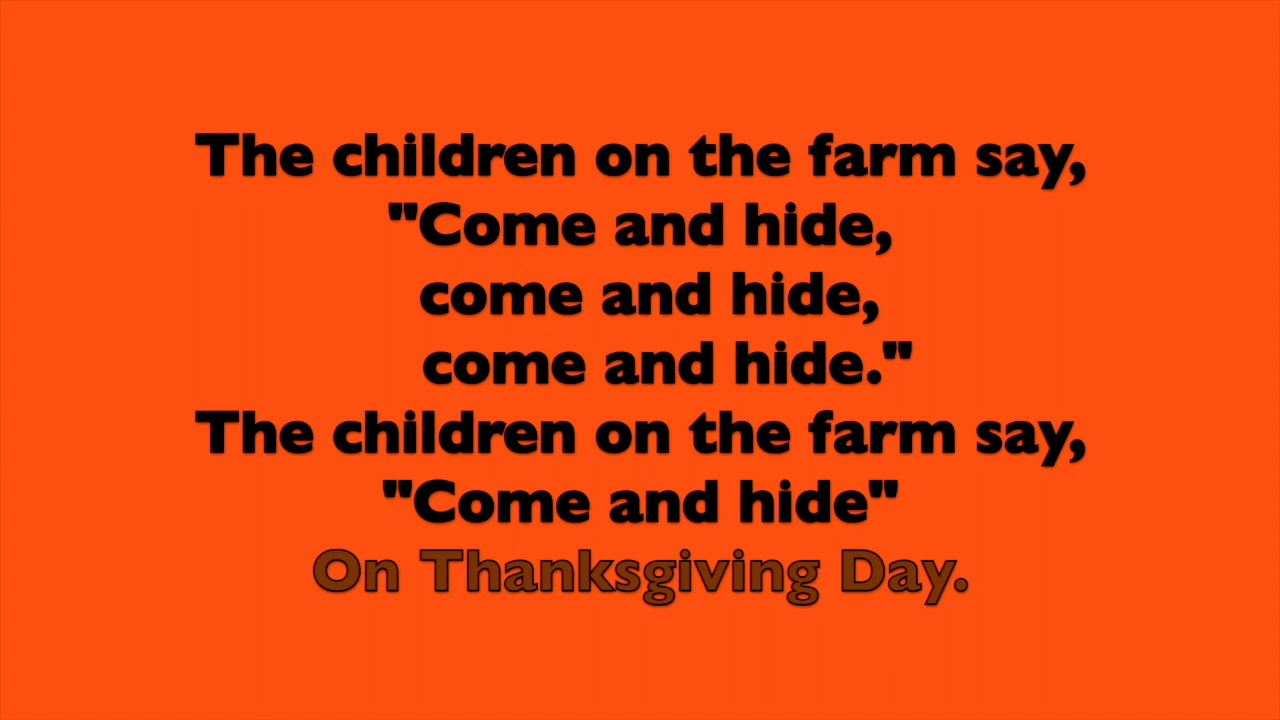 The children on the farm say,
"Come and hide,
come and hide,
come and hide."
The children on the farm say,
"Come and hide"
On Thanksgiving Day.